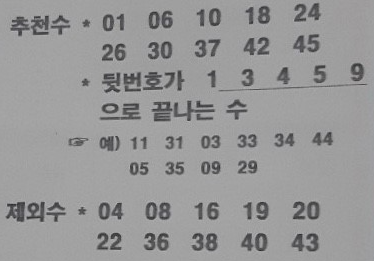 추천수 * 01 06 10 18 24
26 30 37 42 45
* 뒷번호가 1 3 4 5 9
으로 끝나는 수
☞ 예) 11 31 03 33 34 44
05 35 09 29
제외수 * 04 08 16 19 20
22 36 38 40 43